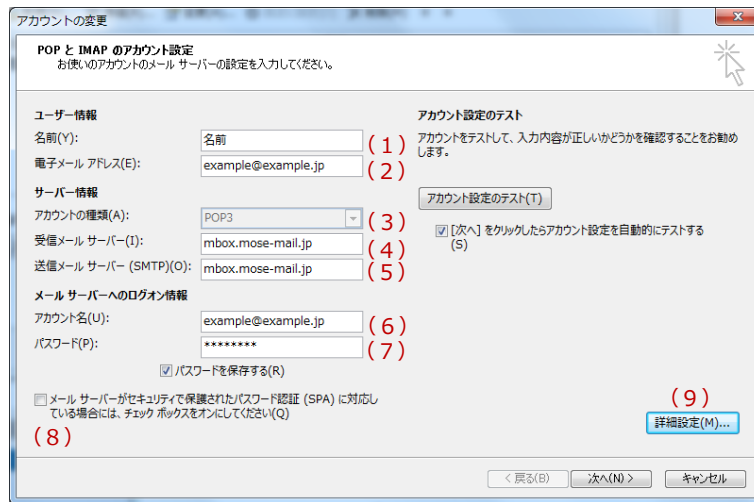 アカウントの変更
POP と IMAP のアカウント設定
お使いのアカウントのメール サーバーの設定を入力してください。
ユーザー情報
名前(Y):
名前
(1)
電子メール アドレス(E):
example@example.jp
(2)
サーバー情報
アカウントの種類(A):
POP3
(3)
受信メール サーバー(I):
mbox.mose-mail.jp
(4)
送信メール サーバー (SMTP)(O):
mbox.mose-mail.jp
(5)
メール サーバーへのログオン情報
アカウント名(U):
example@example.jp
(6)
パスワード(P):
********
(7)
パスワードを保存する(R)
メール サーバーがセキュリティで保護されたパスワード認証 (SPA) に対応し
ている場合には、チェック ボックスをオンにしてください(Q)
(8)
アカウント設定のテスト
アカウントをテストして、入力内容が正しいかどうかを確認することをお勧め
します。
アカウント設定のテスト(T)
[次へ] をクリックしたらアカウント設定を自動的にテストする
(S)
(9)
詳細設定(M)...
< 戻る(B)
次へ(N) >
キャンセル